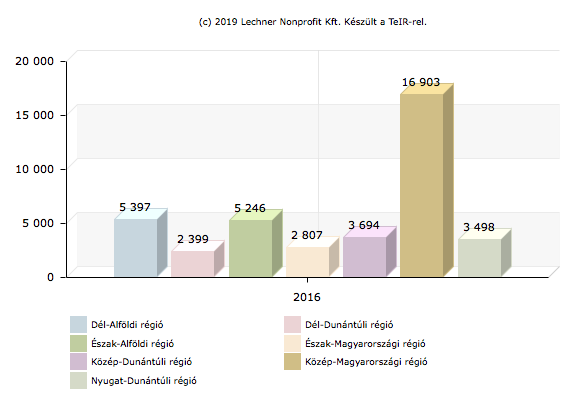 (c) 2019 Lechner Nonprofit Kft. Készült a TeIR-rel.
20 000
15 000
10 000
5 000
0
5 397
2 399
5 246
2 807
3 694
16 903
3 498
2016
Dél-Alföldi régió
Dél-Dunántúli régió
Észak-Alföldi régió
Észak-Magyarországi régió
Közép-Dunántúli régió
Közép-Magyarországi régió
Nyugat-Dunántúli régió